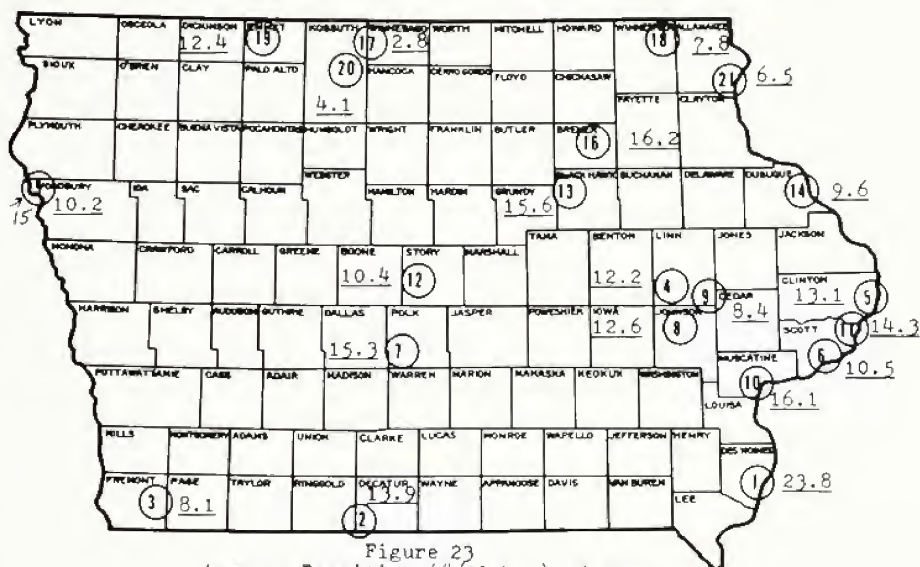 LYON OSCEOLA DICKINSON EMMET KOSSUTH WINNEBAGO WORTH MITCHELL HOWARD WINNESHIEK ALLAMAKEE
12.4 19 17 2.8 18 7.8
SIOUX O'BRIEN CLAY PALO ALTO 20 HANCOCK CERRO GORDO FLOYD CHICKASAW 21 6.5
4.1 FAYETTE CLAYTON
PLYMOUTH CHEROKEE BUENA VISTA POCAHONTAS HUMBOLDT WRIGHT FRANKLIN BUTLER BREMER 16.2
16
WEBSTER BLACK HAWK BUCHANAN DELAWARE DUBUQUE
WOODBURY IDA SAC CALHOUN HAMILTON HARDIN GRUNDY 13 14 9.6
15 10.2 15.6
MONONA CRAWFORD CARROLL GREENE BOONE STORY MARSHALL TAMA BENTON LINN JONES JACKSON
10.4 12 12.2 4 9 CLINTON
CEDAR 13.1 5
HARRISON SHELBY AUDUBON GUTHRIE DALLAS POLK JASPER POWESHIEK IOWA JOHNSON 8.4 SCOTT 11 14.3
15.3 7 12.6 8 6 10.5
MUSCATINE
POTTAWATTAMIE CASS ADAIR MADISON WARREN MARION MAHASKA KEOKUK WASHINGTON 10 16.1
LOUISA
MILLS MONTGOMERY ADAMS UNION CLARKE LUCAS MONROE WAPELLO JEFFERSON HENRY
DES MOINES
FREMONT PAGE TAYLOR RINGGOLD DECATUR WAYNE APPANOOSE DAVIS VAN BUREN 1 23.8
3 8.1 13.9 LEE
2
Figure 23